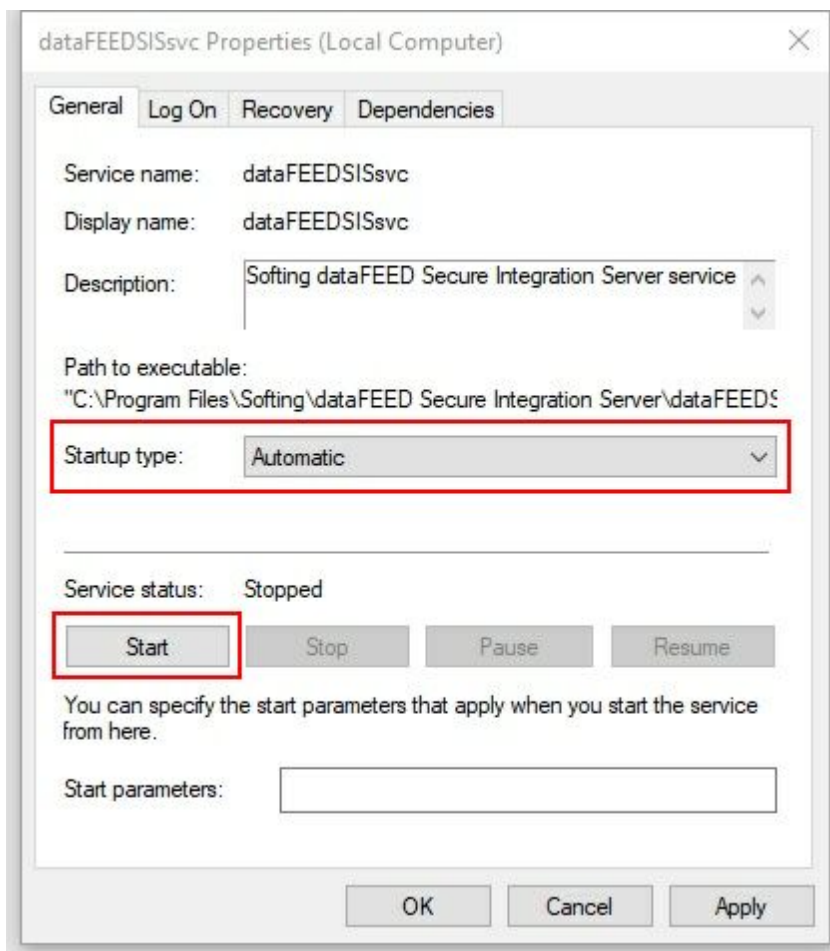 dataFEEDSISsvc Properties (Local Computer)
General Log On Recovery Dependencies
Service name: dataFEEDSISsvc
Display name: dataFEEDSISsvc
Description: Softing dataFEED Secure Integration Server service
Path to executable:
"C:\Program Files\Softing\dataFEED Secure Integration Server\dataFEEDS
Startup type: Automatic
Service status: Stopped
Start Stop Pause Resume
You can specify the start parameters that apply when you start the service
from here.
Start parameters:
OK Cancel Apply